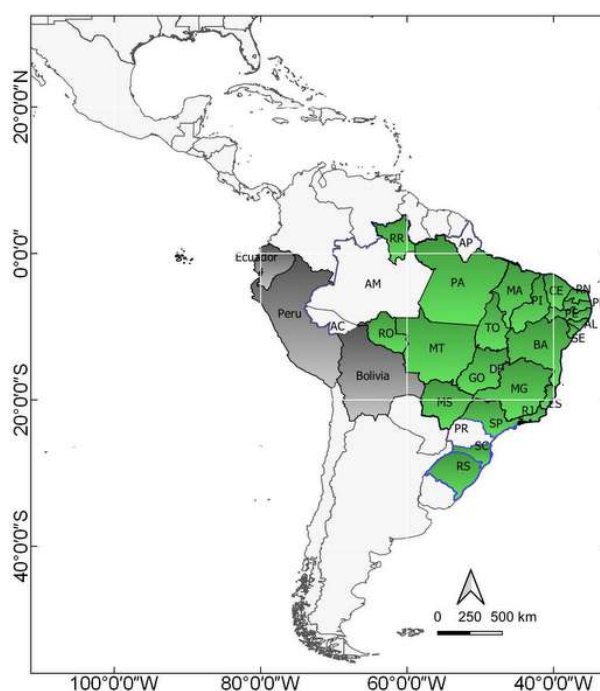 20°0'0"N
0°0'0"
20°0'0"S
40°0'0"S
RR
AP
Ecuador
AM
PA
MA
CE
RN
PI
Peru
AC
RO
TO
PE
AL
SE
MT
BA
Bolivia
DF
GO
MG
MS
ES
SP
RJ
PR
SC
RS
0 250 500 km
100°0'0"W 80°0'0"W 60°0'0"W 40°0'0"W